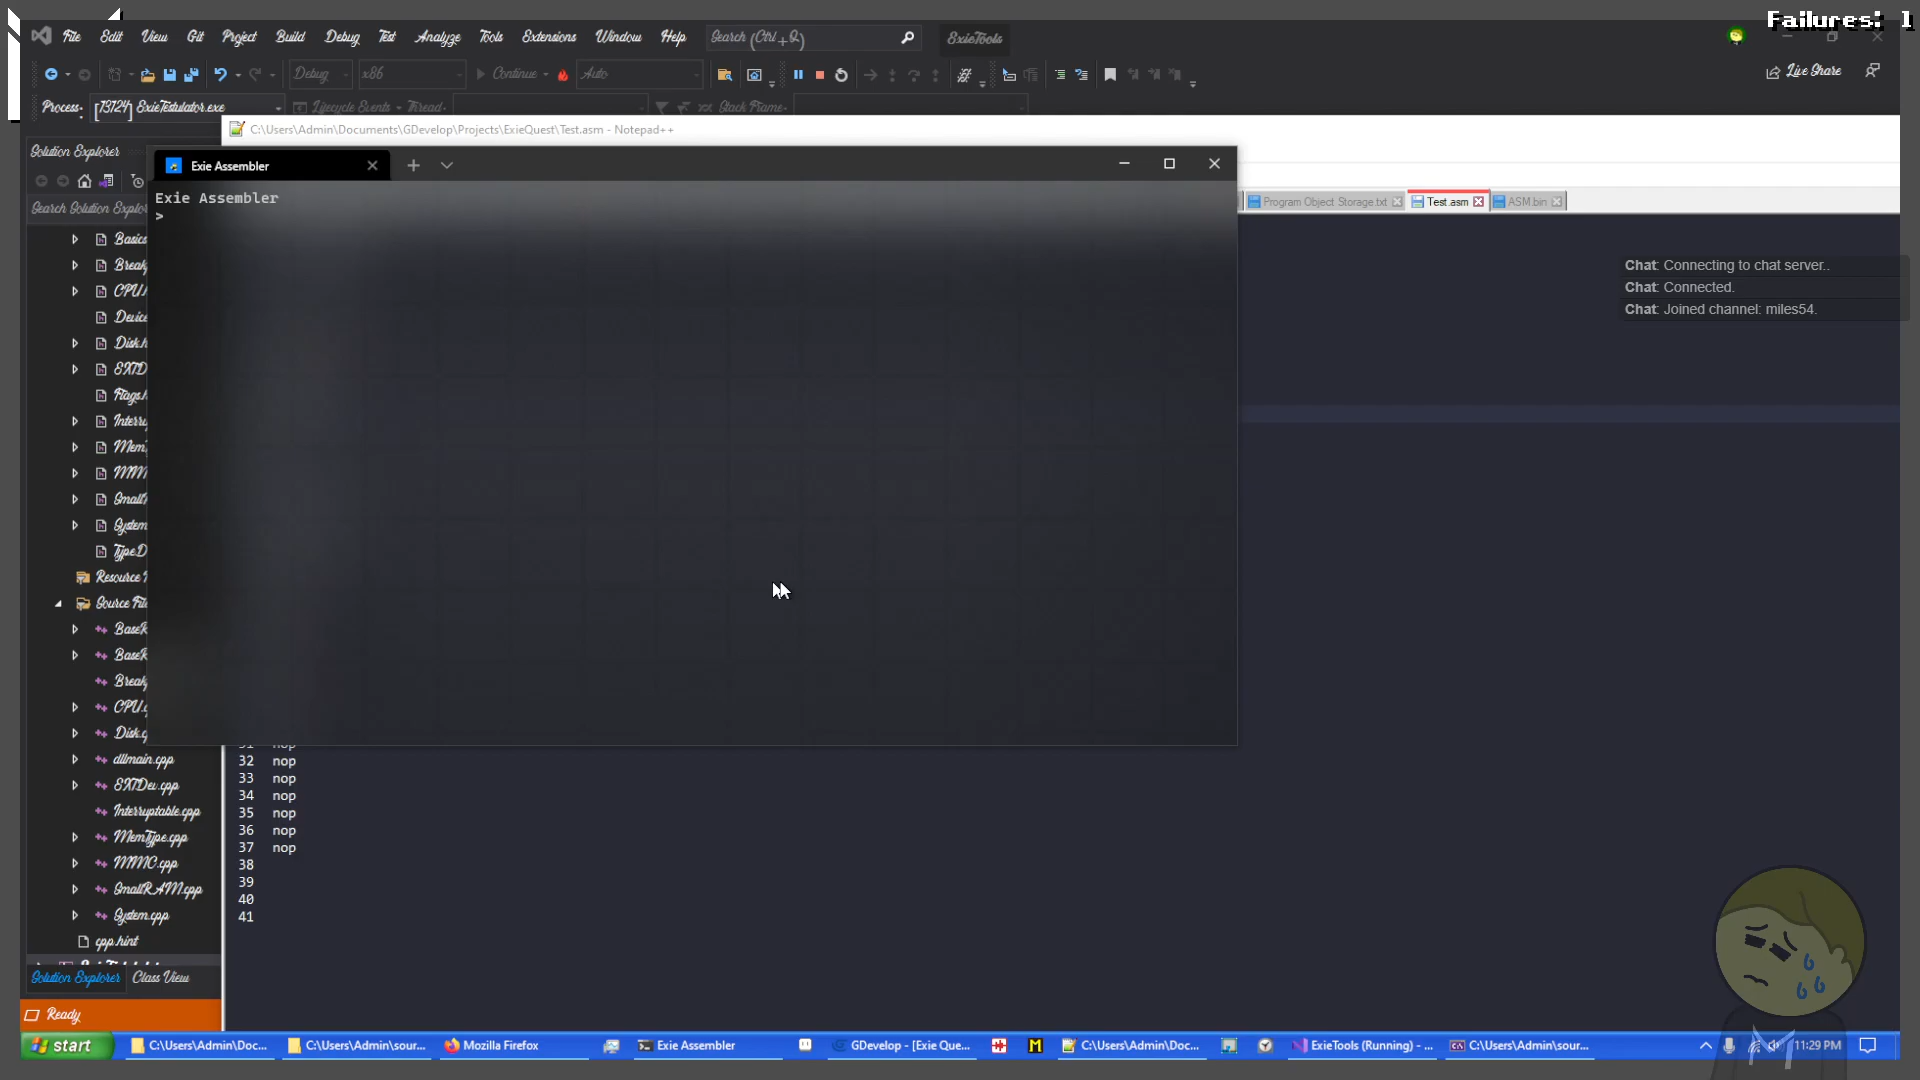 Failures: 1
File Edit View Git Project Build Debug Test Analyze Tools Extensions Window Help Search (Ctrl+Q) ExieTools
Debug x86 Continue Auto Live Share
Process: [73724] ExieTestulator.exe Lifecycle Events Thread: Stack Frame:
C:\Users\Admin\Documents\GDevelop\Projects\ExieQuest\Test.asm - Notepad++
Solution Explorer
Exie Assembler
Exie Assembler
>
Program Object Storage.txt Test.asm ASM.bin
Chat: Connecting to chat server..
Chat: Connected.
Chat: Joined channel: miles54.
Resource
dllmain.cpp
EXTDev.cpp
Interruptable.cpp
MemType.cpp
MMC.cpp
SmallRAM.cpp
System.cpp
cpp.hint
32 nop
33 nop
34 nop
35 nop
36 nop
37 nop
38
39
40
41
Solution Explorer Class View
Ready
start C:\Users\Admin\Doc... C:\Users\Admin\sour... Mozilla Firefox Exie Assembler GDevelop - [Exie Que... C:\Users\Admin\Doc... ExieTools (Running) - ... C:\Users\Admin\sour... 11:29 PM